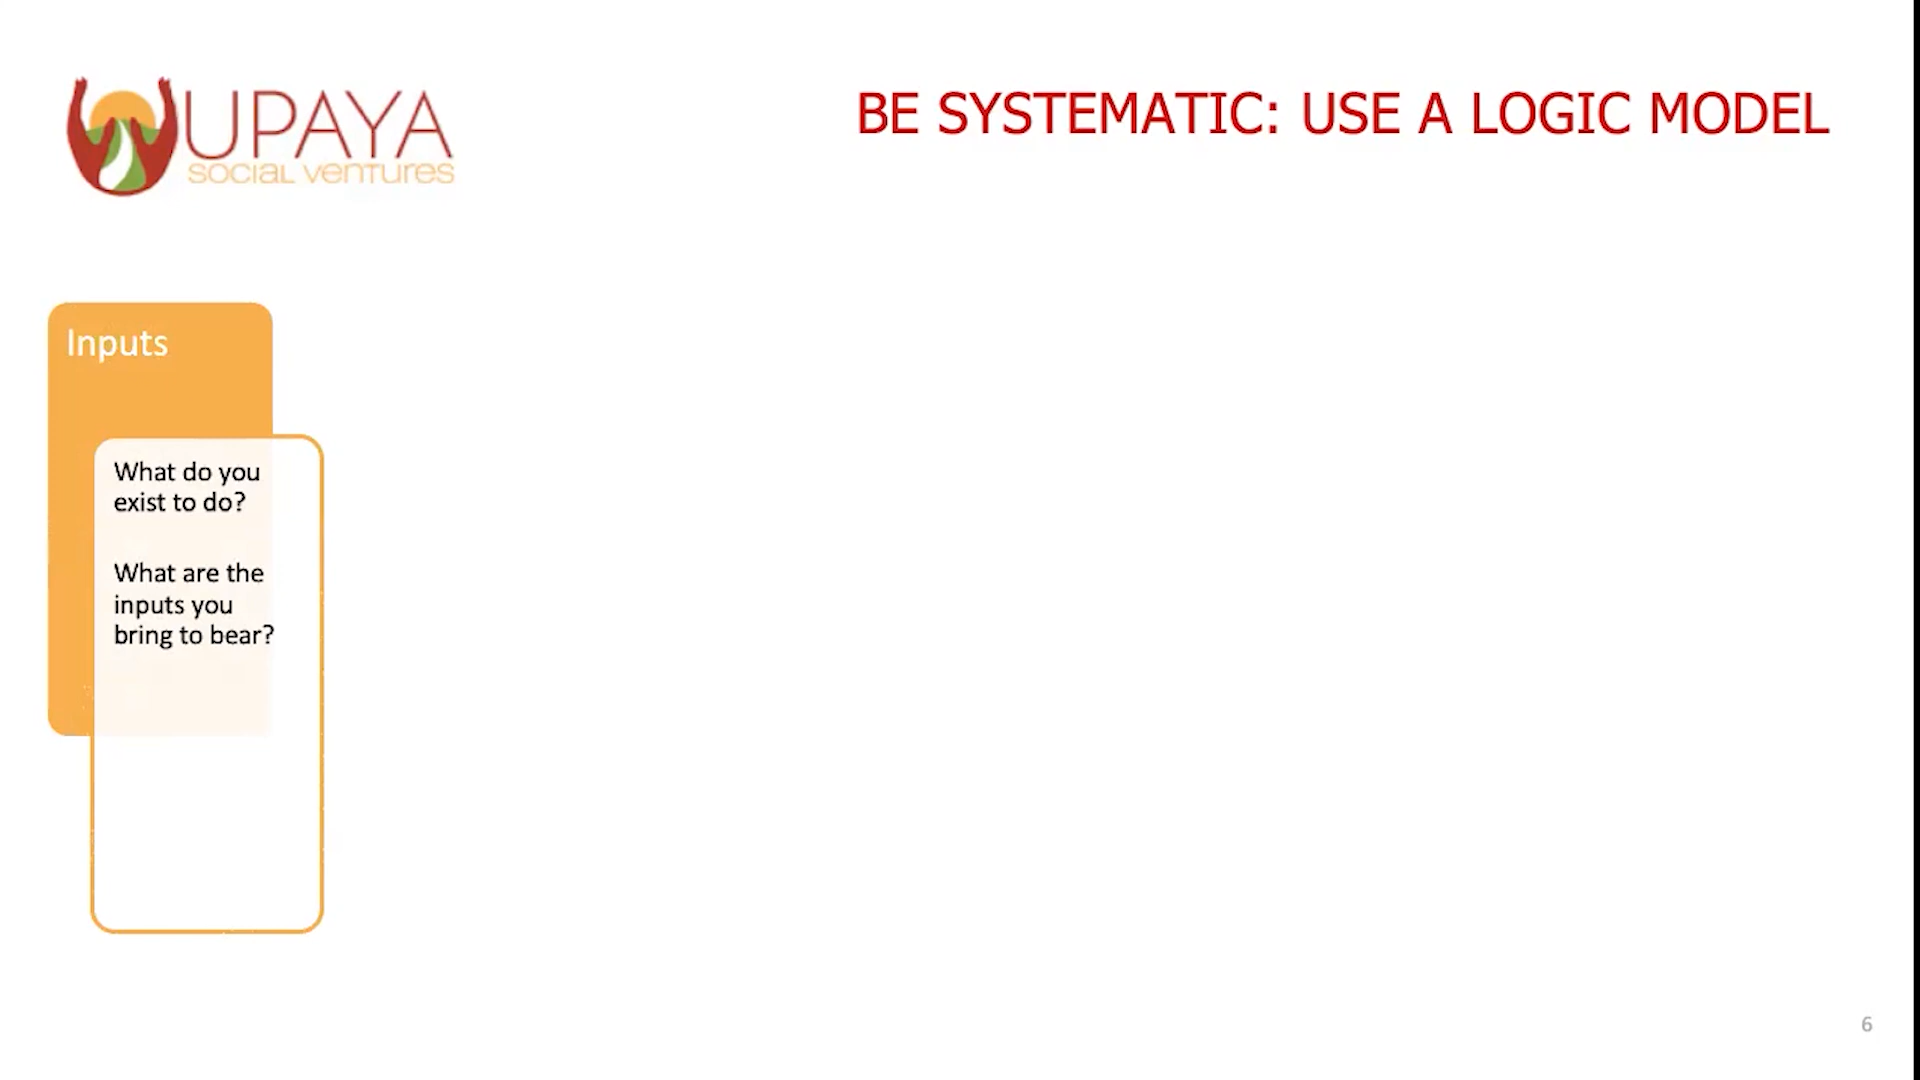 UPAYA
social ventures
BE SYSTEMATIC: USE A LOGIC MODEL
Inputs
What do you
exist to do?
What are the
inputs you
bring to bear?
6